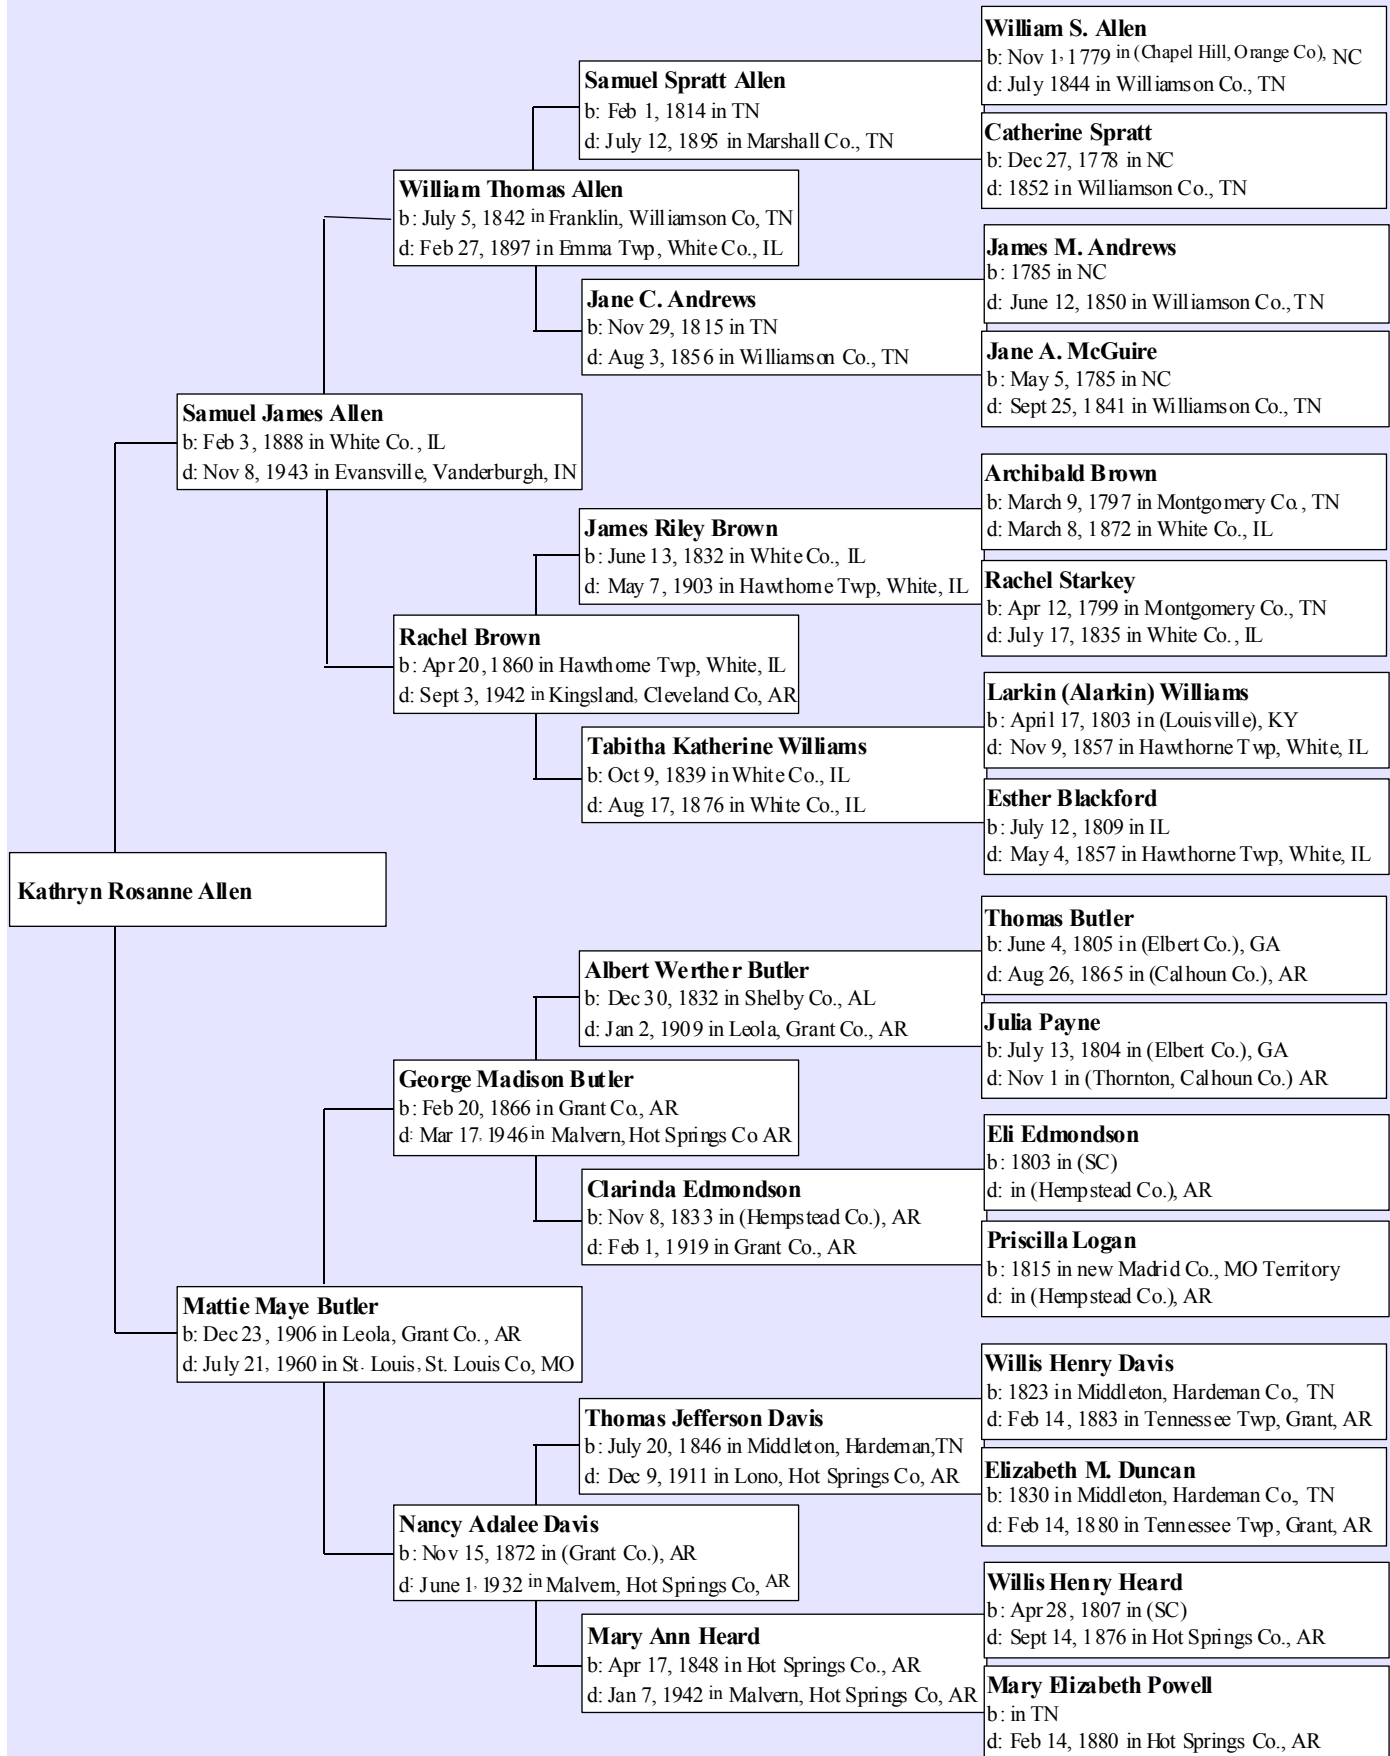 William S. Allen
b: Nov 1, 1779 in (Chapel Hill, Orange Co), NC
d: July 1844 in Williamson Co., TN
Samuel Spratt Allen
b: Feb 1, 1814 in TN
d: July 12, 1895 in Marshall Co., TN
Catherine Spratt
b: Dec 27, 1778 in NC
d: 1852 in Williamson Co., TN
William Thomas Allen
b: July 5, 1842 in Franklin, Williamson Co, TN
d: Feb 27, 1897 in Emma Twp, White Co., IL
James M. Andrews
b: 1785 in NC
d: June 12, 1850 in Williamson Co., TN
Jane C. Andrews
b: Nov 29, 1815 in TN
d: Aug 3, 1856 in Williamson Co., TN
Jane A. McGuire
b: May 5, 1785 in NC
d: Sept 25, 1841 in Williamson Co., TN
Samuel James Allen
b: Feb 3, 1888 in White Co., IL
d: Nov 8, 1943 in Evansville, Vanderburgh, IN
Archibald Brown
b: March 9, 1797 in Montgomery Co., TN
d: March 8, 1872 in White Co., IL
James Riley Brown
b: June 13, 1832 in White Co., IL
d: May 7, 1903 in Hawthorne Twp, White, IL
Rachel Starkey
b: Apr 12, 1799 in Montgomery Co., TN
d: July 17, 1835 in White Co., IL
Rachel Brown
b: Apr 20, 1860 in Hawthorne Twp, White, IL
d: Sept 3, 1942 in Kingsland, Cleveland Co, AR
Larkin (Alarkin) Williams
b: April 17, 1803 in (Louisville), KY
d: Nov 9, 1857 in Hawthorne Twp, White, IL
Tabitha Katherine Williams
b: Oct 9, 1839 in White Co., IL
d: Aug 17, 1876 in White Co., IL
Esther Blackford
b: July 12, 1809 in IL
d: May 4, 1857 in Hawthorne Twp, White, IL
Kathryn Rosanne Allen
Thomas Butler
b: June 4, 1805 in (Elbert Co.), GA
d: Aug 26, 1865 in (Calhoun Co.), AR
Albert Werther Butler
b: Dec 30, 1832 in Shelby Co., AL
d: Jan 2, 1909 in Leola, Grant Co., AR
Julia Payne
b: July 13, 1804 in (Elbert Co.), GA
d: Nov 1 in (Thornton, Calhoun Co.) AR
George Madison Butler
b: Feb 20, 1866 in Grant Co., AR
d: Mar 17, 1946 in Malvern, Hot Springs Co AR
Eli Edmondson
b: 1803 in (SC)
d: in (Hempstead Co.), AR
Clarinda Edmondson
b: Nov 8, 1833 in (Hempstead Co.), AR
d: Feb 1, 1919 in Grant Co., AR
Priscilla Logan
b: 1815 in new Madrid Co., MO Territory
d: in (Hempstead Co.), AR
Mattie Maye Butler
b: Dec 23, 1906 in Leola, Grant Co., AR
d: July 21, 1960 in St. Louis, St. Louis Co, MO
Willis Henry Davis
b: 1823 in Middleton, Hardeman Co., TN
d: Feb 14, 1883 in Tennessee Twp, Grant, AR
Thomas Jefferson Davis
b: July 20, 1846 in Middleton, Hardeman,TN
d: Dec 9, 1911 in Lono, Hot Springs Co, AR
Elizabeth M. Duncan
b: 1830 in Middleton, Hardeman Co., TN
d: Feb 14, 1880 in Tennessee Twp, Grant, AR
Nancy Adalee Davis
b: Nov 15, 1872 in (Grant Co.), AR
d: June 1, 1932 in Malvern, Hot Springs Co, AR
Willis Henry Heard
b: Apr 28, 1807 in (SC)
d: Sept 14, 1876 in Hot Springs Co., AR
Mary Ann Heard
b: Apr 17, 1848 in Hot Springs Co., AR
d: Jan 7, 1942 in Malvern, Hot Springs Co, AR
Mary Elizabeth Powell
b: in TN
d: Feb 14, 1880 in Hot Springs Co., AR